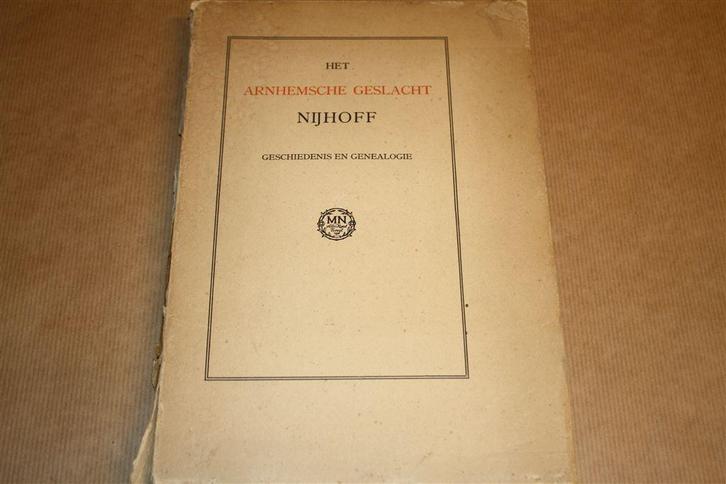 HET
ARNHEMSCHE GESLACHT
NIJHOFF
GESCHIEDENIS EN GENEALOGIE
MN